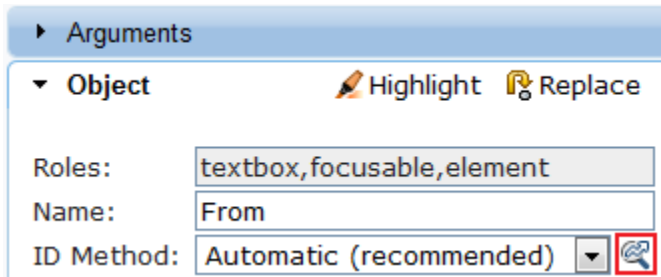 Arguments
Object Highlight Replace
Roles: textbox,focusable,element
Name: From
ID Method: Automatic (recommended)